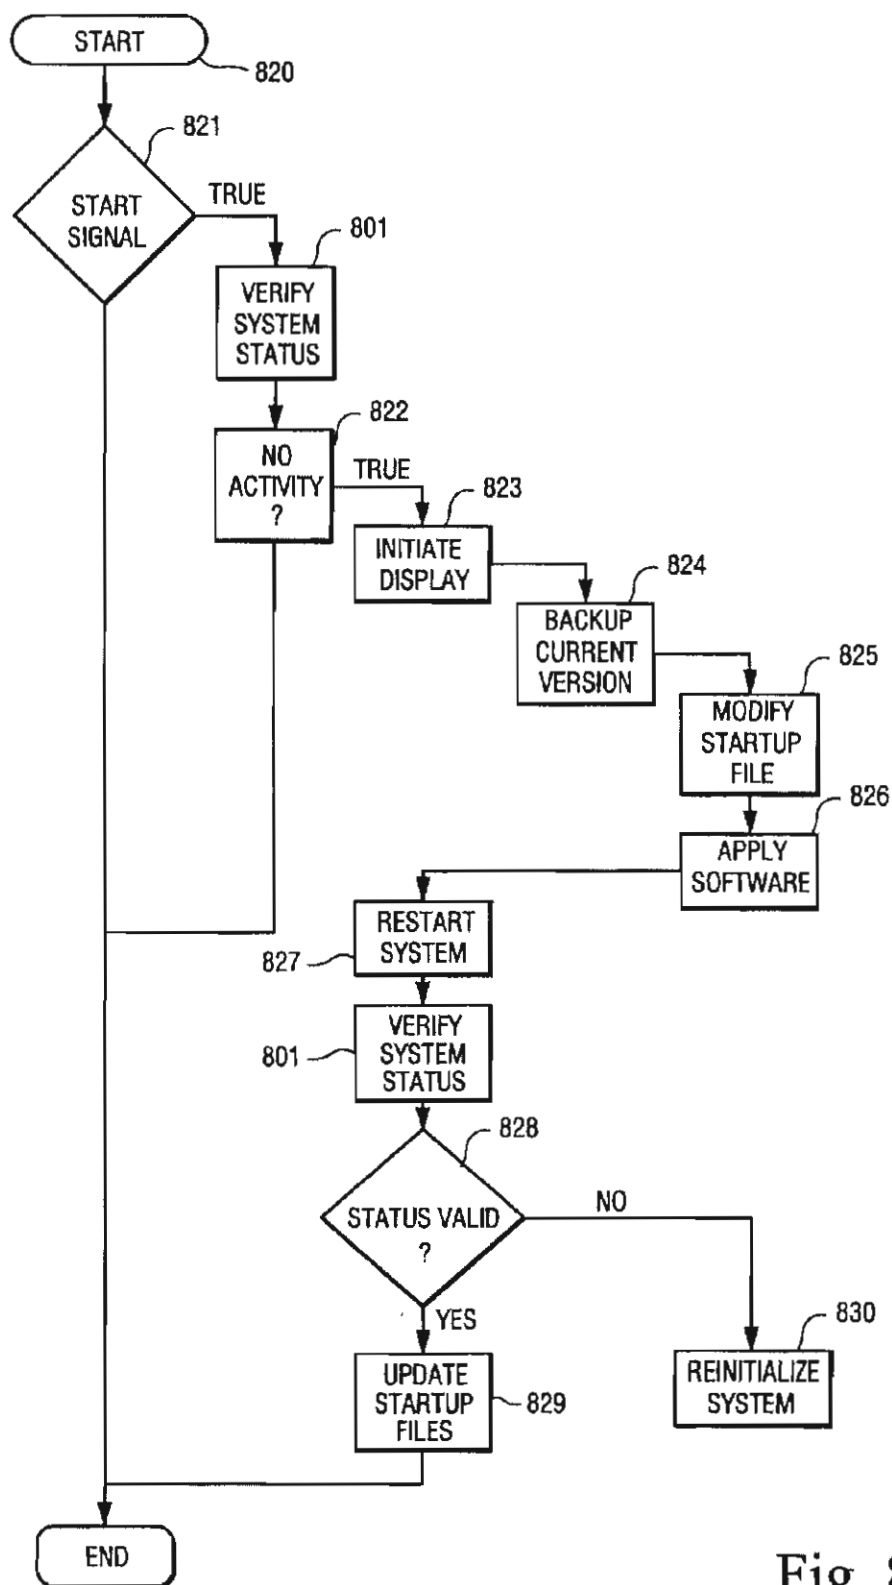 START
820
821
START
SIGNAL
TRUE
801
VERIFY
SYSTEM
STATUS
822
NO
ACTIVITY
?
TRUE
823
INITIATE
DISPLAY
824
BACKUP
CURRENT
VERSION
825
MODIFY
STARTUP
FILE
826
APPLY
SOFTWARE
RESTART
SYSTEM
827
VERIFY
SYSTEM
STATUS
801
828
STATUS VALID
?
NO
YES
830
REINITIALIZE
SYSTEM
UPDATE
STARTUP
FILES
829
END
Fig.